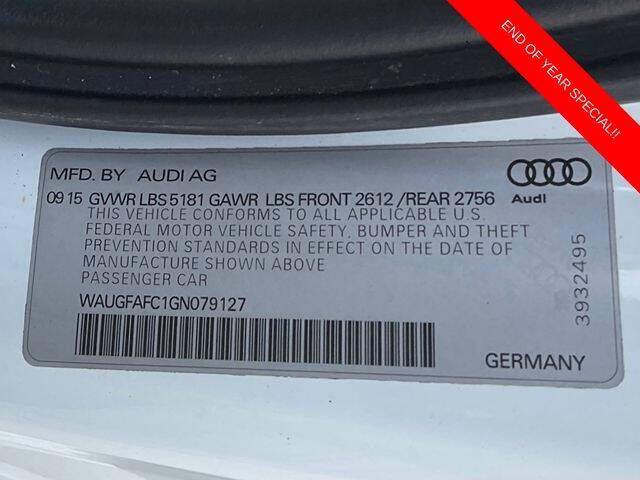 END OF YEAR SPECIAL!!
MFD. BY AUDI AG
Audi
09 15 GVWR LBS 5181 GAWR LBS FRONT 2612 /REAR 2756
THIS VEHICLE CONFORMS TO ALL APPLICABLE U.S.
FEDERAL MOTOR VEHICLE SAFETY, BUMPER AND THEFT
PREVENTION STANDARDS IN EFFECT ON THE DATE OF
MANUFACTURE SHOWN ABOVE
PASSENGER CAR
WAUGFAFC1GN079127
3932495
GERMANY